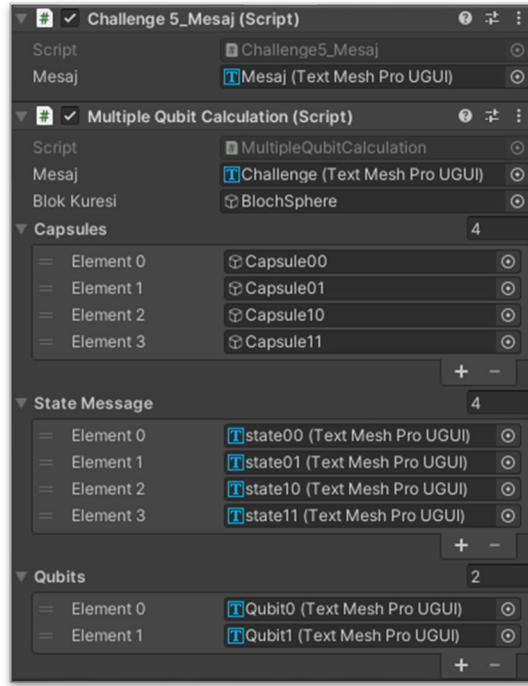 # Challenge 5_Mesaj (Script)
Script #Challenge5_Mesaj
Mesaj T Mesaj (Text Mesh Pro UGUI)
# Multiple Qubit Calculation (Script)
Script #MultipleQubitCalculation
Mesaj T Challenge (Text Mesh Pro UGUI)
Blok Kuresi BlochSphere
Capsules 4
Element 0 Capsule00
Element 1 Capsule01
Element 2 Capsule10
Element 3 Capsule11
+ -
State Message 4
Element 0 T state00 (Text Mesh Pro UGUI)
Element 1 T state01 (Text Mesh Pro UGUI)
Element 2 T state10 (Text Mesh Pro UGUI)
Element 3 T state11 (Text Mesh Pro UGUI)
+ -
Qubits 2
Element 0 T Qubit0 (Text Mesh Pro UGUI)
Element 1 T Qubit1 (Text Mesh Pro UGUI)
+ -